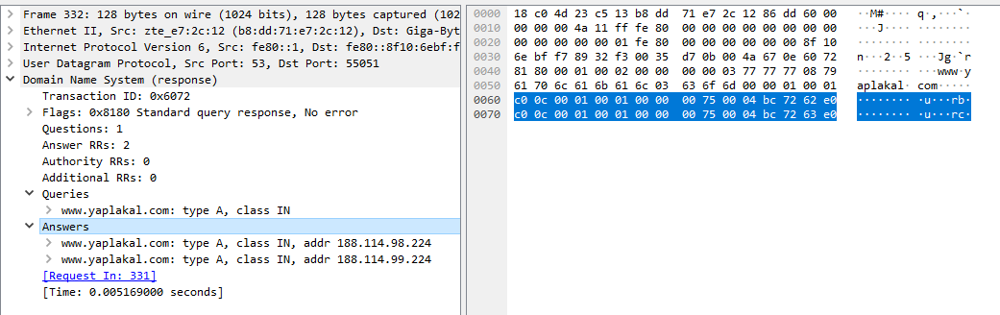 Frame 332: 128 bytes on wire (1024 bits), 128 bytes captured (102
Ethernet II, Src: zte_e7:2c:12 (b8:dd:71:e7:2c:12), Dst: Giga-Byt
Internet Protocol Version 6, Src: fe80::1, Dst: fe80::8f10:6ebf:f
User Datagram Protocol, Src Port: 53, Dst Port: 55051
Domain Name System (response)
Transaction ID: 0x6072
Flags: 0x8180 Standard query response, No error
Questions: 1
Answer RRs: 2
Authority RRs: 0
Additional RRs: 0
Queries
www.yaplakal.com: type A, class IN
Answers
www.yaplakal.com: type A, class IN, addr 188.114.98.224
www.yaplakal.com: type A, class IN, addr 188.114.99.224
[Request In: 331]
[Time: 0.005169000 seconds]
0000 18 c0 4d 23 c5 13 b8 dd 71 e7 2c 12 86 dd 60 00 ··M#···· q·,···`·
0010 00 00 00 4a 11 ff fe 80 00 00 00 00 00 00 00 00 ···J···· ········
0020 00 00 00 00 00 01 fe 80 00 00 00 00 00 00 8f 10 ········ ········
0030 6e bf f7 89 32 f3 00 35 d7 0b 00 4a 67 0e 60 72 n···2··5 ···Jg·`r
0040 81 80 00 01 00 02 00 00 00 00 03 77 77 77 08 79 ········ ···www·y
0050 61 70 6c 61 6b 61 6c 03 63 6f 6d 00 00 01 00 01 aplakal· com·····
0060 c0 0c 00 01 00 01 00 00 00 75 00 04 bc 72 62 e0 ········ ·u···rb·
0070 c0 0c 00 01 00 01 00 00 00 75 00 04 bc 72 63 e0 ········ ·u···rc·